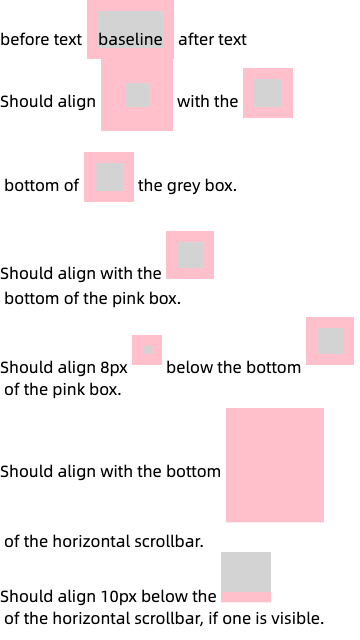 before text baseline after text
Should align with the
bottom of the grey box.
Should align with the
bottom of the pink box.
Should align 8px below the bottom
of the pink box.
Should align with the bottom
of the horizontal scrollbar.
Should align 10px below the
of the horizontal scrollbar, if one is visible.